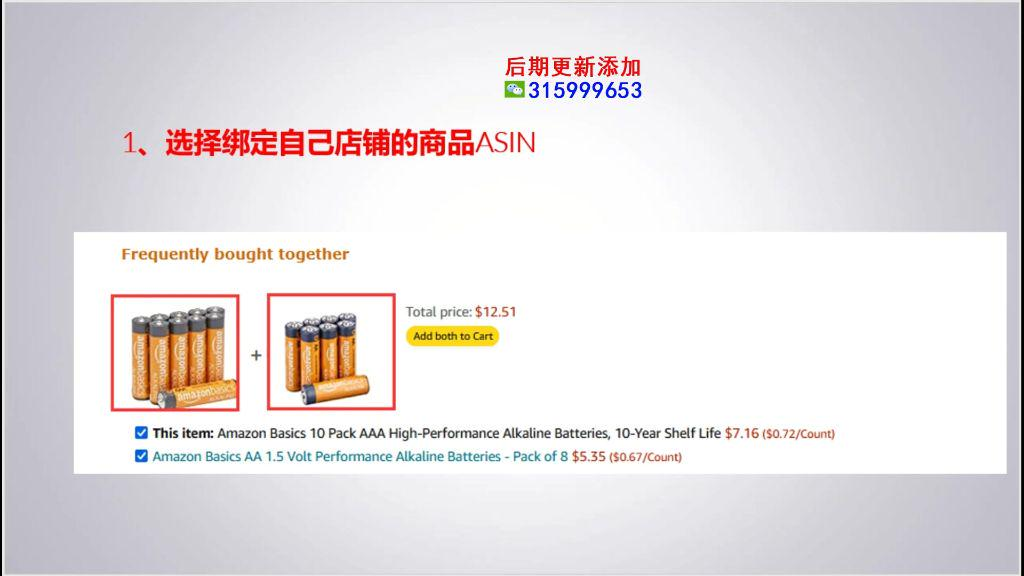 后期更新添加
315999653
1、选择绑定自己店铺的商品ASIN
Frequently bought together
amazonbasics
+
Total price: $12.51
Add both to Cart
This item: Amazon Basics 10 Pack AAA High-Performance Alkaline Batteries, 10-Year Shelf Life $7.16 ($0.72/Count)
Amazon Basics AA 1.5 Volt Performance Alkaline Batteries - Pack of 8 $5.35 ($0.67/Count)